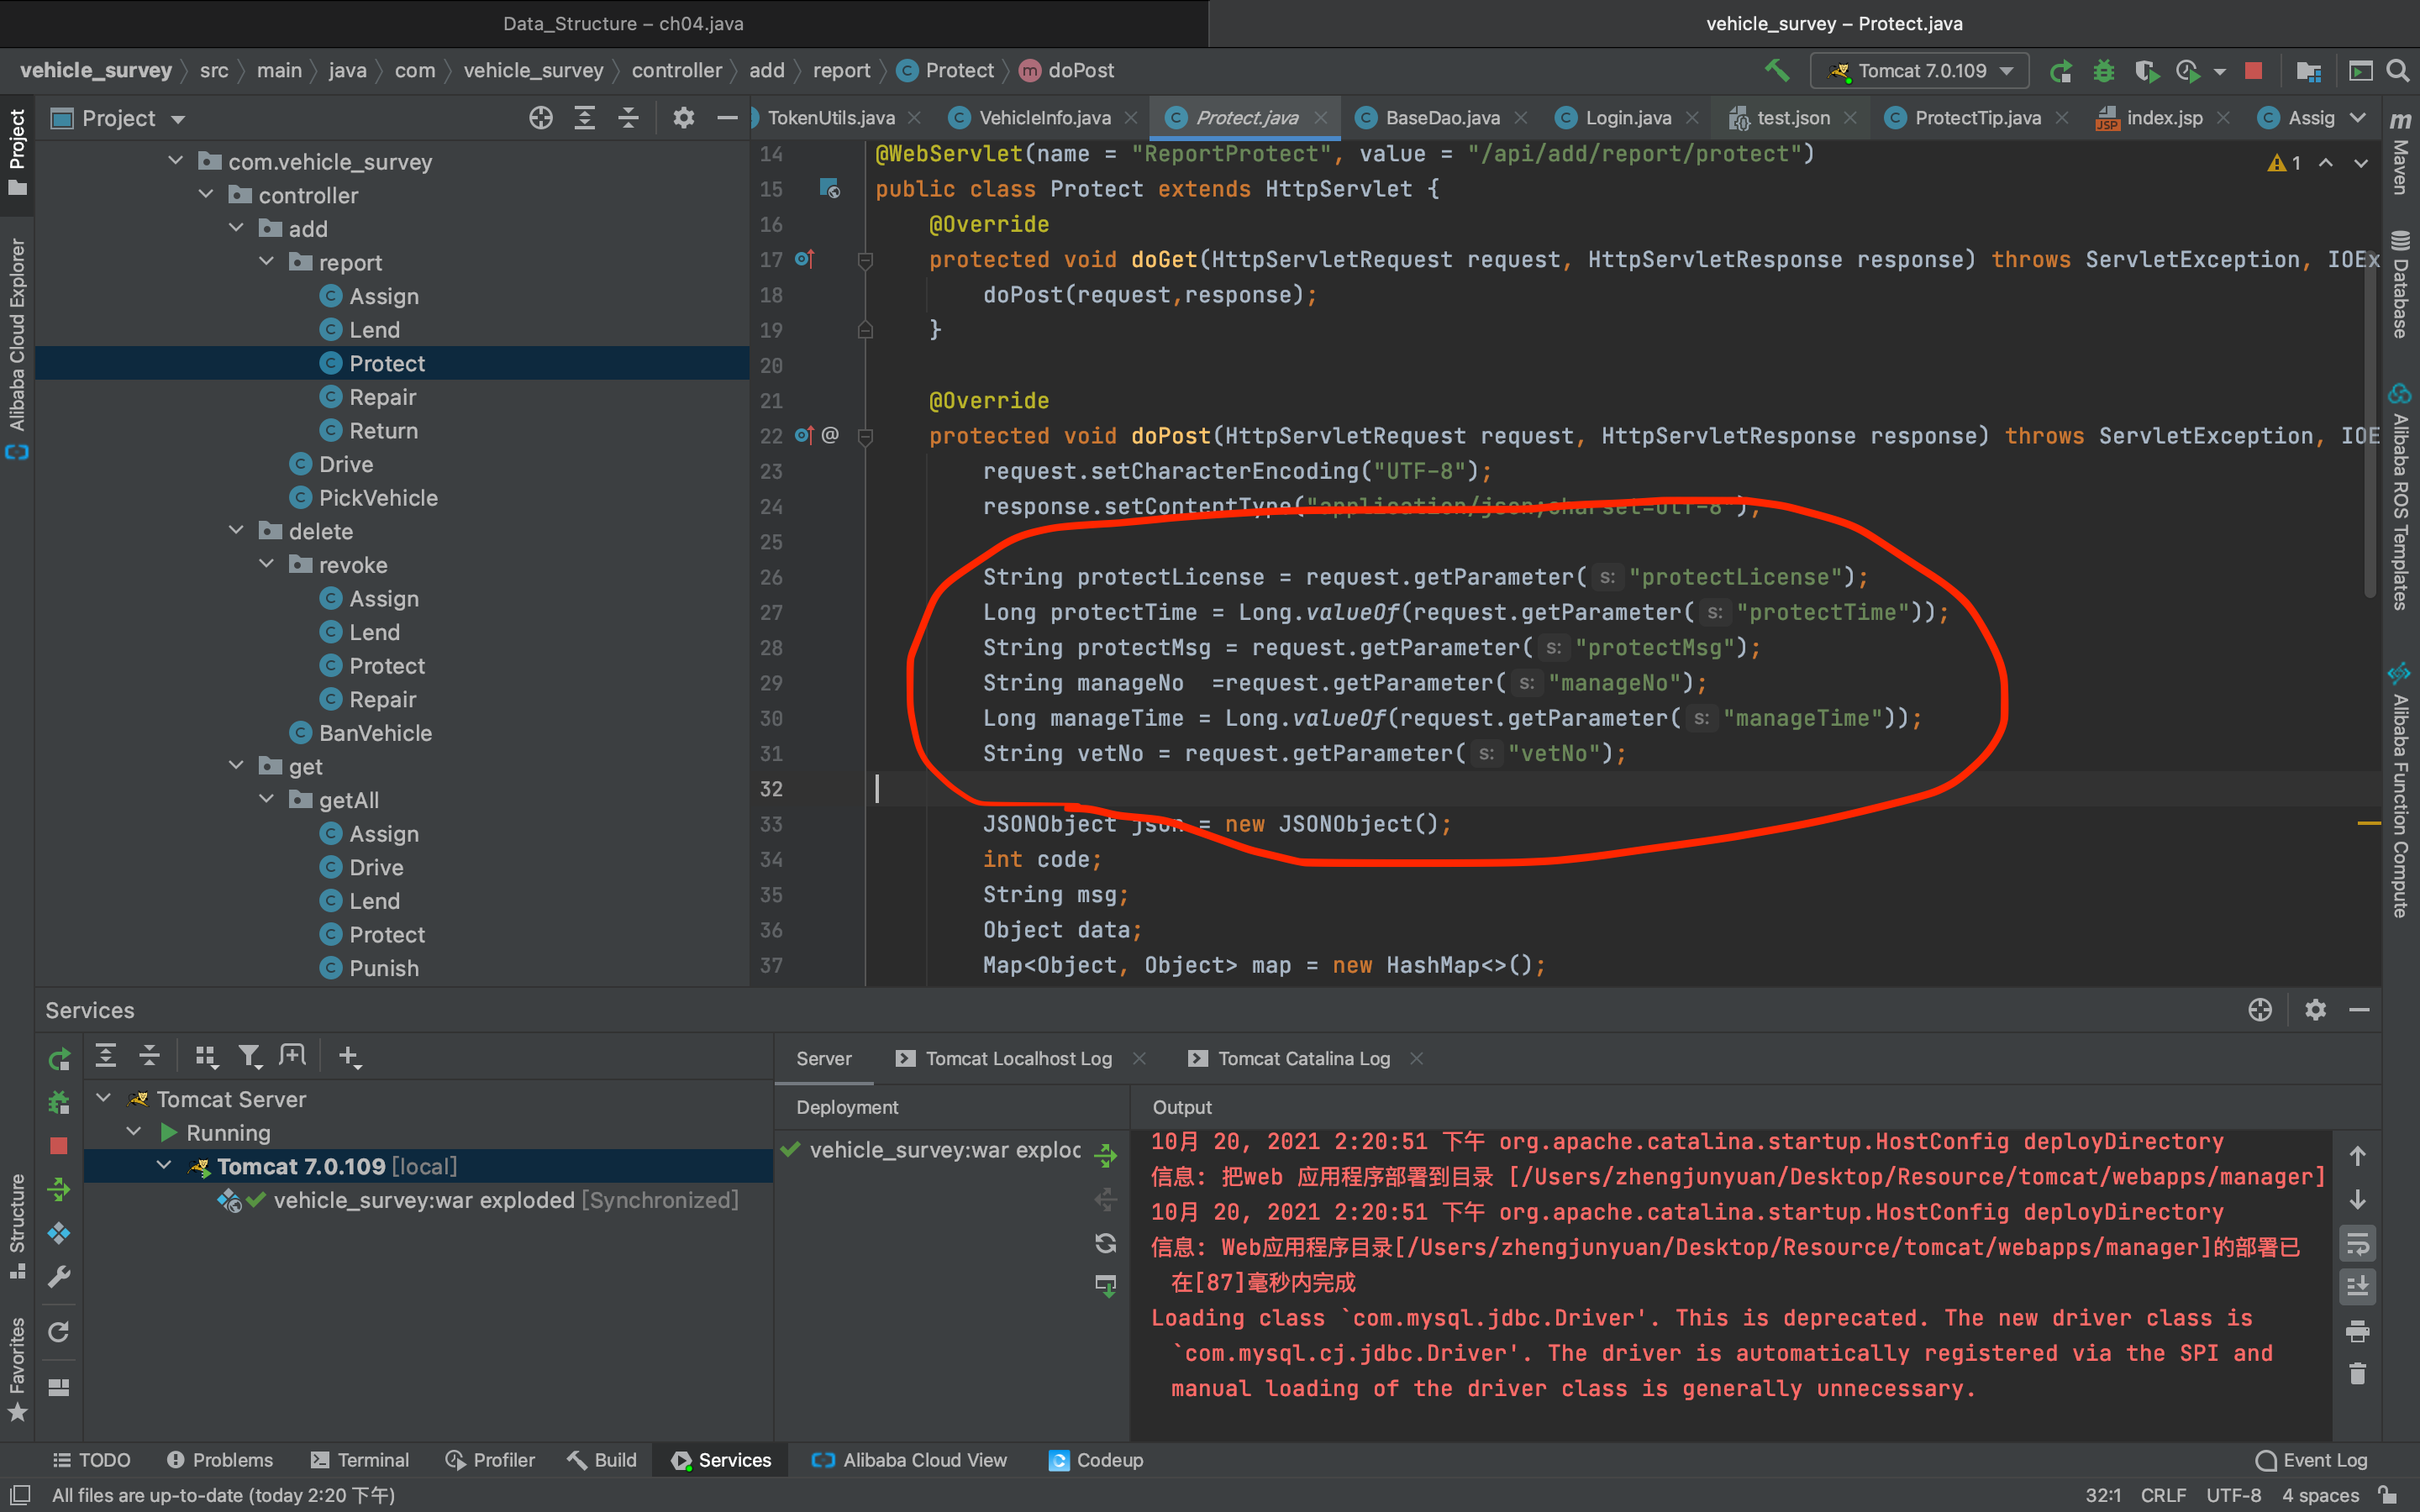 Data_Structure – ch04.java
vehicle_survey – Protect.java
vehicle_survey src main java com vehicle_survey controller add report Protect doPost
Tomcat 7.0.109
Project
TokenUtils.java VehicleInfo.java Protect.java BaseDao.java Login.java test.json ProtectTip.java index.jsp Assig
com.vehicle_survey
controller
add
report
Assign
Lend
Protect
Repair
Return
Drive
PickVehicle
delete
revoke
Assign
Lend
Protect
Repair
BanVehicle
get
getAll
Assign
Drive
Lend
Protect
Punish
1
14 @WebServlet(name = "ReportProtect", value = "/api/add/report/protect")
15 public class Protect extends HttpServlet {
16 @Override
17 protected void doGet(HttpServletRequest request, HttpServletResponse response) throws ServletException, IOEx
18 doPost(request,response);
19 }
20
21 @Override
22 @ protected void doPost(HttpServletRequest request, HttpServletResponse response) throws ServletException, IOE
23 request.setCharacterEncoding("UTF-8");
24 response.setContentType("application/json;charset=UTF-8");
25
26 String protectLicense = request.getParameter( s: "protectLicense");
27 Long protectTime = Long.valueOf(request.getParameter( s: "protectTime"));
28 String protectMsg = request.getParameter( s: "protectMsg");
29 String manageNo  =request.getParameter( s: "manageNo");
30 Long manageTime = Long.valueOf(request.getParameter( s: "manageTime"));
31 String vetNo = request.getParameter( s: "vetNo");
32
33 JSONObject json = new JSONObject();
34 int code;
35 String msg;
36 Object data;
37 Map<Object, Object> map = new HashMap<>();
Project
Alibaba Cloud Explorer
Structure
Favorites
m Maven
Database
Alibaba ROS Templates
Alibaba Function Compute
Services
Server Tomcat Localhost Log Tomcat Catalina Log
Tomcat Server
Running
Tomcat 7.0.109 [local]
vehicle_survey:war exploded [Synchronized]
Deployment
vehicle_survey:war exploc
Output
10月 20, 2021 2:20:51 下午 org.apache.catalina.startup.HostConfig deployDirectory
信息: 把web 应用程序部署到目录 [/Users/zhengjunyuan/Desktop/Resource/tomcat/webapps/manager]
10月 20, 2021 2:20:51 下午 org.apache.catalina.startup.HostConfig deployDirectory
信息: Web应用程序目录[/Users/zhengjunyuan/Desktop/Resource/tomcat/webapps/manager]的部署已
在[87]毫秒内完成
Loading class `com.mysql.jdbc.Driver'. This is deprecated. The new driver class is
`com.mysql.cj.jdbc.Driver'. The driver is automatically registered via the SPI and
manual loading of the driver class is generally unnecessary.
TODO Problems Terminal Profiler Build Services Alibaba Cloud View Codeup Event Log
All files are up-to-date (today 2:20 下午) 32:1 CRLF UTF-8 4 spaces